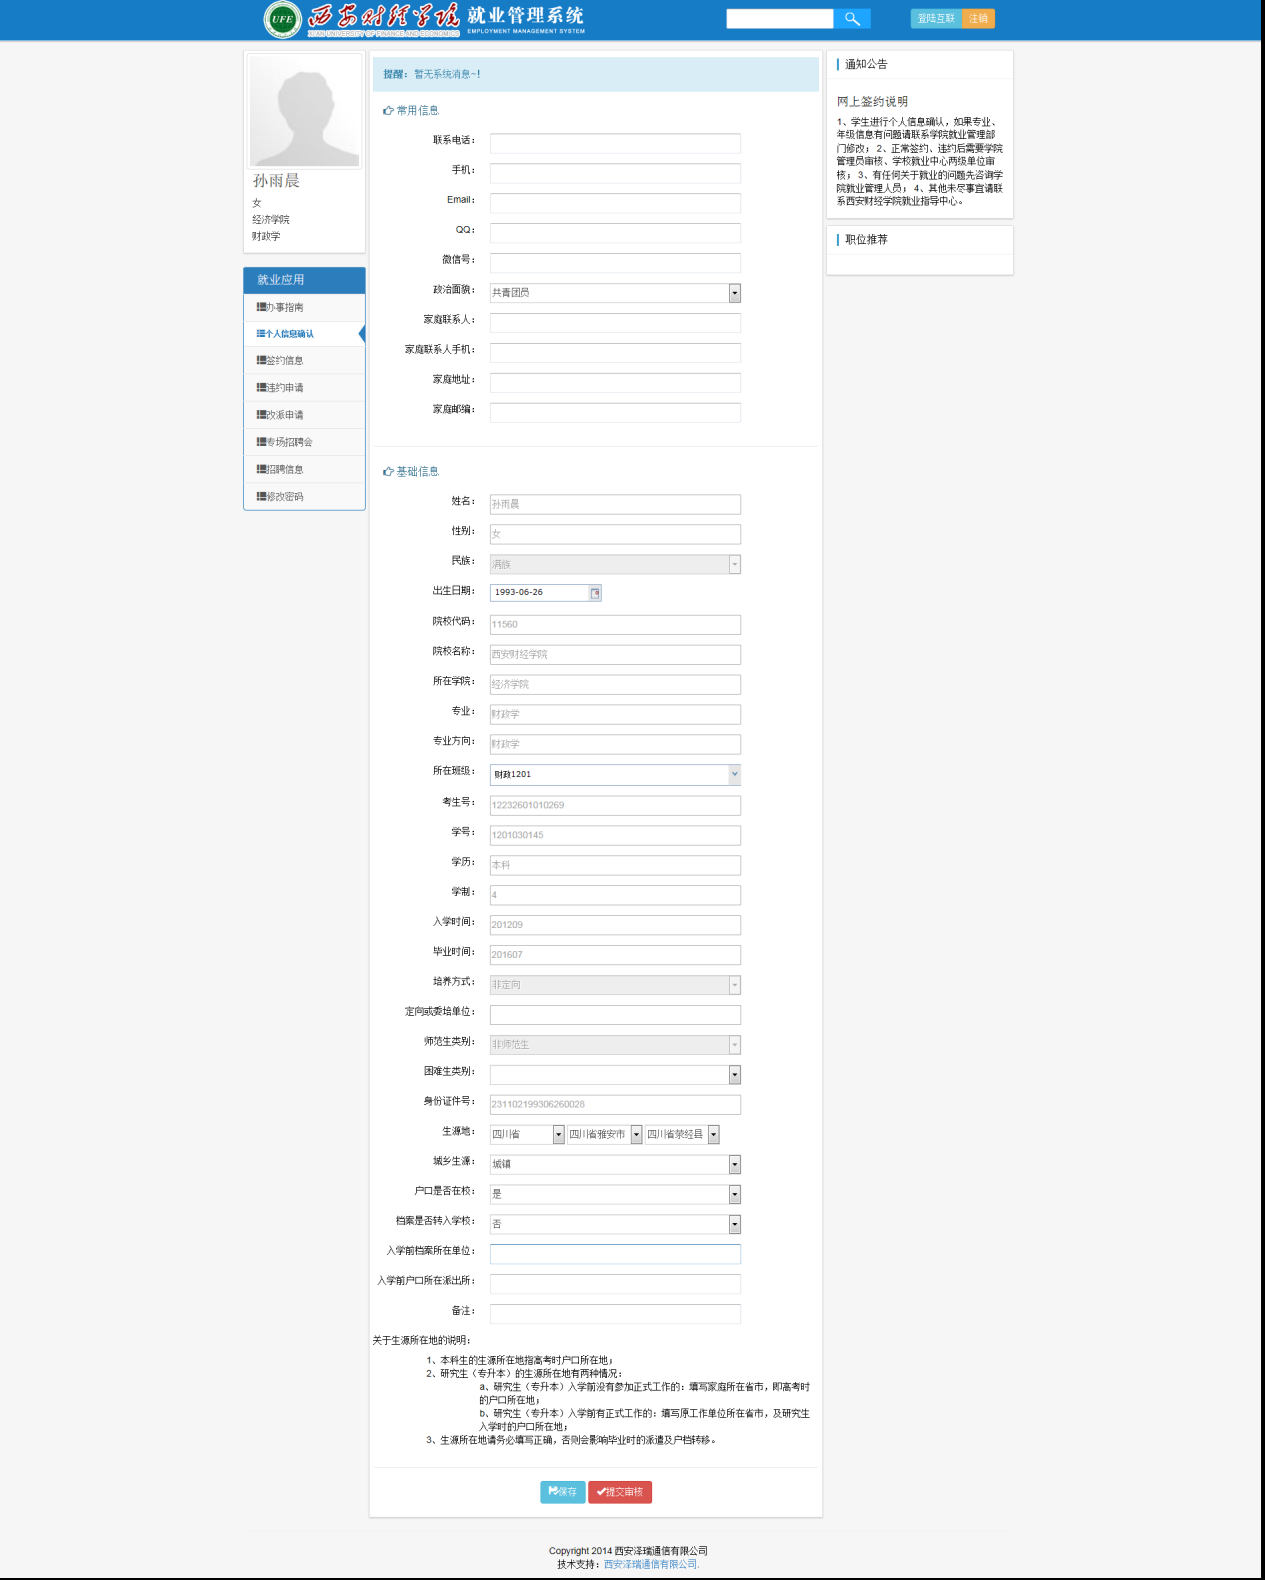 UFE 西安财经学院 就业管理系统
XI'AN UNIVERSITY OF FINANCE AND ECONOMICS EMPLOYMENT MANAGEMENT SYSTEM
登陆互联 注销
孙雨晨
女
经济学院
财政学
就业应用
办事指南
个人信息确认
签约信息
违约申请
改派申请
专场招聘会
招聘信息
修改密码
提醒：暂无系统消息~!
常用信息
联系电话：
手机：
Email：
QQ：
微信号：
政治面貌： 共青团员
家庭联系人：
家庭联系人手机：
家庭地址：
家庭邮编：
基础信息
姓名： 孙雨晨
性别： 女
民族： 满族
出生日期： 1993-06-26
院校代码： 11560
院校名称： 西安财经学院
所在学院： 经济学院
专业： 财政学
专业方向： 财政学
所在班级： 财政1201
考生号： 12232601010269
学号： 1201030145
学历： 本科
学制： 4
入学时间： 201209
毕业时间： 201607
培养方式： 非定向
定向或委培单位：
师范生类别： 非师范生
困难生类别：
身份证件号： 231102199306260028
生源地： 四川省 四川省雅安市 四川省荥经县
城乡生源： 城镇
户口是否在校： 是
档案是否转入学校： 否
入学前档案所在单位：
入学前户口所在派出所：
备注：
关于生源所在地的说明：
1、本科生的生源所在地指高考时户口所在地；
2、研究生（专升本）的生源所在地有两种情况：
a、研究生（专升本）入学前没有参加正式工作的：填写家庭所在省市，即高考时
的户口所在地；
b、研究生（专升本）入学前有正式工作的：填写原工作单位所在省市，及研究生
入学时的户口所在地；
3、生源所在地请务必填写正确，否则会影响毕业时的派遣及户档转移。
保存 提交审核
通知公告
网上签约说明
1、学生进行个人信息确认，如果专业、
年级信息有问题请联系学院就业管理部
门修改； 2、正常签约、违约后需要学院
管理员审核、学校就业中心两级单位审
核； 3、有任何关于就业的问题先咨询学
院就业管理人员； 4、其他未尽事宜请联
系西安财经学院就业指导中心。
职位推荐
Copyright 2014 西安泽瑞通信有限公司
技术支持：西安泽瑞通信有限公司.